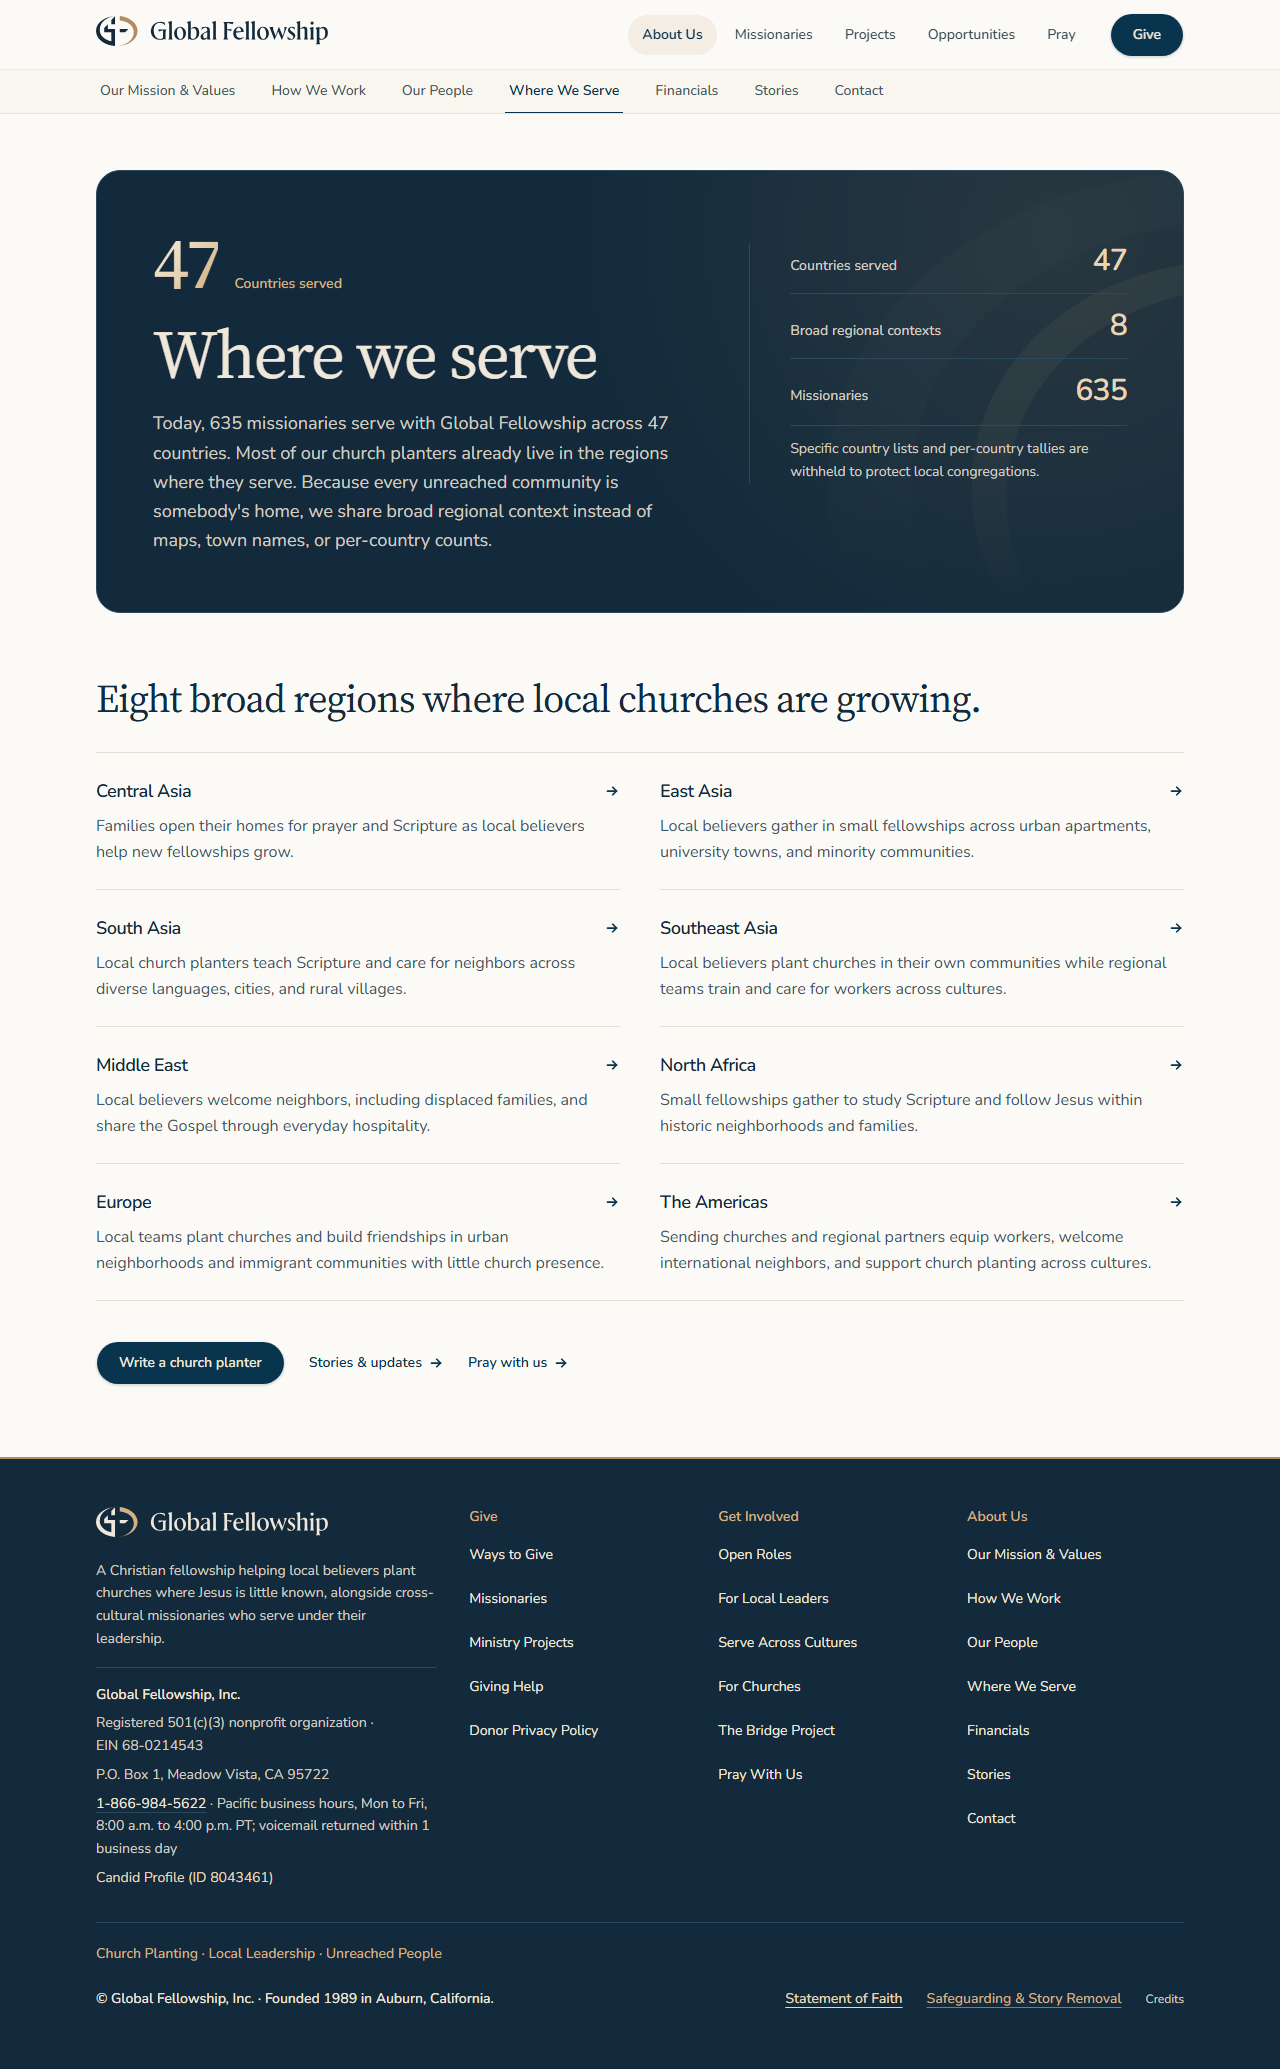 Global Fellowship
About Us
Missionaries
Projects
Opportunities
Pray
Give
Our Mission & Values
How We Work
Our People
Where We Serve
Financials
Stories
Contact
47 Countries served
Where we serve
Today, 635 missionaries serve with Global Fellowship across 47
countries. Most of our church planters already live in the regions
where they serve. Because every unreached community is
somebody's home, we share broad regional context instead of
maps, town names, or per-country counts.
Countries served 47
Broad regional contexts 8
Missionaries 635
Specific country lists and per-country tallies are
withheld to protect local congregations.
Eight broad regions where local churches are growing.
Central Asia →
Families open their homes for prayer and Scripture as local believers
help new fellowships grow.
East Asia →
Local believers gather in small fellowships across urban apartments,
university towns, and minority communities.
South Asia →
Local church planters teach Scripture and care for neighbors across
diverse languages, cities, and rural villages.
Southeast Asia →
Local believers plant churches in their own communities while regional
teams train and care for workers across cultures.
Middle East →
Local believers welcome neighbors, including displaced families, and
share the Gospel through everyday hospitality.
North Africa →
Small fellowships gather to study Scripture and follow Jesus within
historic neighborhoods and families.
Europe →
Local teams plant churches and build friendships in urban
neighborhoods and immigrant communities with little church presence.
The Americas →
Sending churches and regional partners equip workers, welcome
international neighbors, and support church planting across cultures.
Write a church planter
Stories & updates →
Pray with us →
Global Fellowship
A Christian fellowship helping local believers plant
churches where Jesus is little known, alongside cross-
cultural missionaries who serve under their
leadership.
Global Fellowship, Inc.
Registered 501(c)(3) nonprofit organization ·
EIN 68-0214543
P.O. Box 1, Meadow Vista, CA 95722
1-866-984-5622 · Pacific business hours, Mon to Fri,
8:00 a.m. to 4:00 p.m. PT; voicemail returned within 1
business day
Candid Profile (ID 8043461)
Give
Ways to Give
Missionaries
Ministry Projects
Giving Help
Donor Privacy Policy
Get Involved
Open Roles
For Local Leaders
Serve Across Cultures
For Churches
The Bridge Project
Pray With Us
About Us
Our Mission & Values
How We Work
Our People
Where We Serve
Financials
Stories
Contact
Church Planting · Local Leadership · Unreached People
© Global Fellowship, Inc. · Founded 1989 in Auburn, California.
Statement of Faith
Safeguarding & Story Removal
Credits